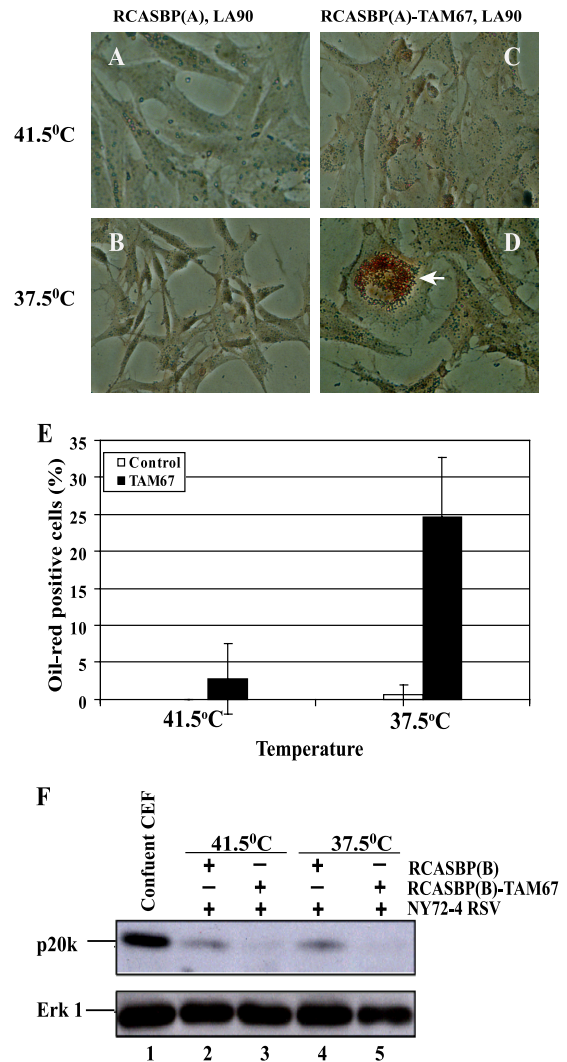 RCASBP(A), LA90
RCASBP(A)-TAM67, LA90
A
C
41.5⁰C
B
D
37.5⁰C
E
35
30
25
20
15
10
5
0
Oil-red positive cells (%)
Control
TAM67
41.5°C
37.5°C
Temperature
F
Confuent CEF
41.5⁰C
37.5⁰C
+ – + – RCASBP(B)
– + – + RCASBP(B)-TAM67
+ + + + NY72-4 RSV
p20k
Erk 1
1 2 3 4 5